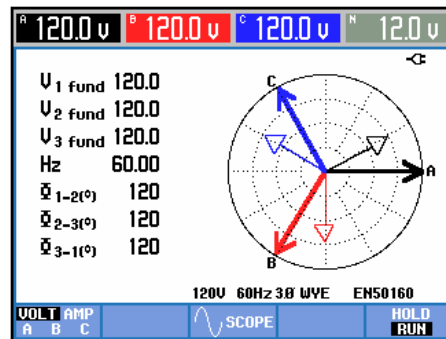 A 120.0 V B 120.0 V C 120.0 V N 12.0 V
V1 fund 120.0
V2 fund 120.0
V3 fund 120.0
Hz 60.00
Φ1-2(°) 120
Φ2-3(°) 120
Φ3-1(°) 120
C
A
B
120V 60Hz 3.Ø WYE EN50160
VOLT AMP
A B C
SCOPE
HOLD
RUN